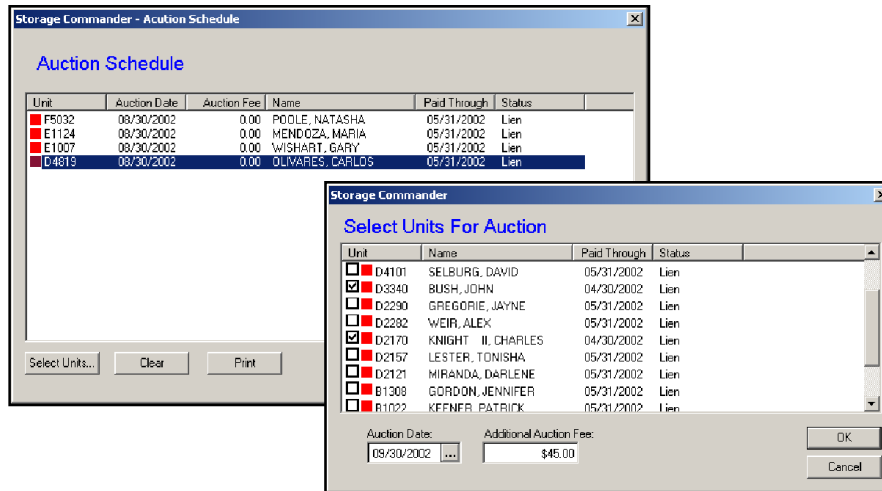 Storage Commander - Acution Schedule
Auction Schedule
Unit Auction Date Auction Fee Name Paid Through Status
F5032 08/30/2002 0.00 POOLE, NATASHA 05/31/2002 Lien
E1124 08/30/2002 0.00 MENDOZA, MARIA 05/31/2002 Lien
E1007 08/30/2002 0.00 WISHART, GARY 05/31/2002 Lien
D4819 08/30/2002 0.00 OLIVARES, CARLOS 05/31/2002 Lien
Select Units... Clear Print
Storage Commander
Select Units For Auction
Unit Name Paid Through Status
D4101 SELBURG, DAVID 05/31/2002 Lien
D3340 BUSH, JOHN 04/30/2002 Lien
D2290 GREGORIE, JAYNE 05/31/2002 Lien
D2282 WEIR, ALEX 05/31/2002 Lien
D2170 KNIGHT II, CHARLES 04/30/2002 Lien
D2157 LESTER, TONISHA 05/31/2002 Lien
D2121 MIRANDA, DARLENE 05/31/2002 Lien
B1308 GORDON, JENNIFER 05/31/2002 Lien
B1022 KEENER, PATRICK 05/31/2002 Lien
Auction Date: Additional Auction Fee:
09/30/2002 ... $45.00
OK
Cancel